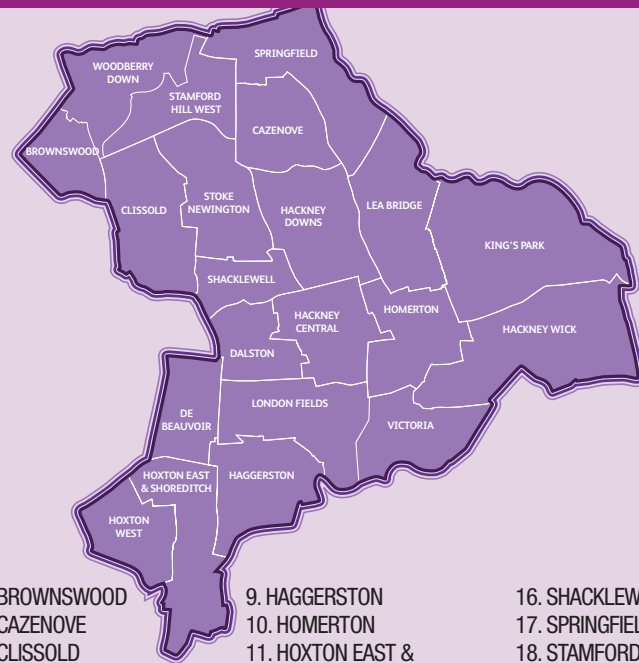 SPRINGFIELD
WOODBERRY
DOWN
STAMFORD
HILL WEST
CAZENOVE
BROWNSWOOD
CLISSOLD
STOKE
NEWINGTON
HACKNEY
DOWNS
LEA BRIDGE
KING'S PARK
SHACKLEWELL
HACKNEY
CENTRAL
HOMERTON
HACKNEY WICK
DALSTON
LONDON FIELDS
DE
BEAUVOIR
VICTORIA
HOXTON EAST
& SHOREDITCH
HAGGERSTON
HOXTON
WEST
BROWNSWOOD
CAZENOVE
CLISSOLD
9. HAGGERSTON
10. HOMERTON
11. HOXTON EAST &
16. SHACKLEW
17. SPRINGFIEL
18. STAMFORD